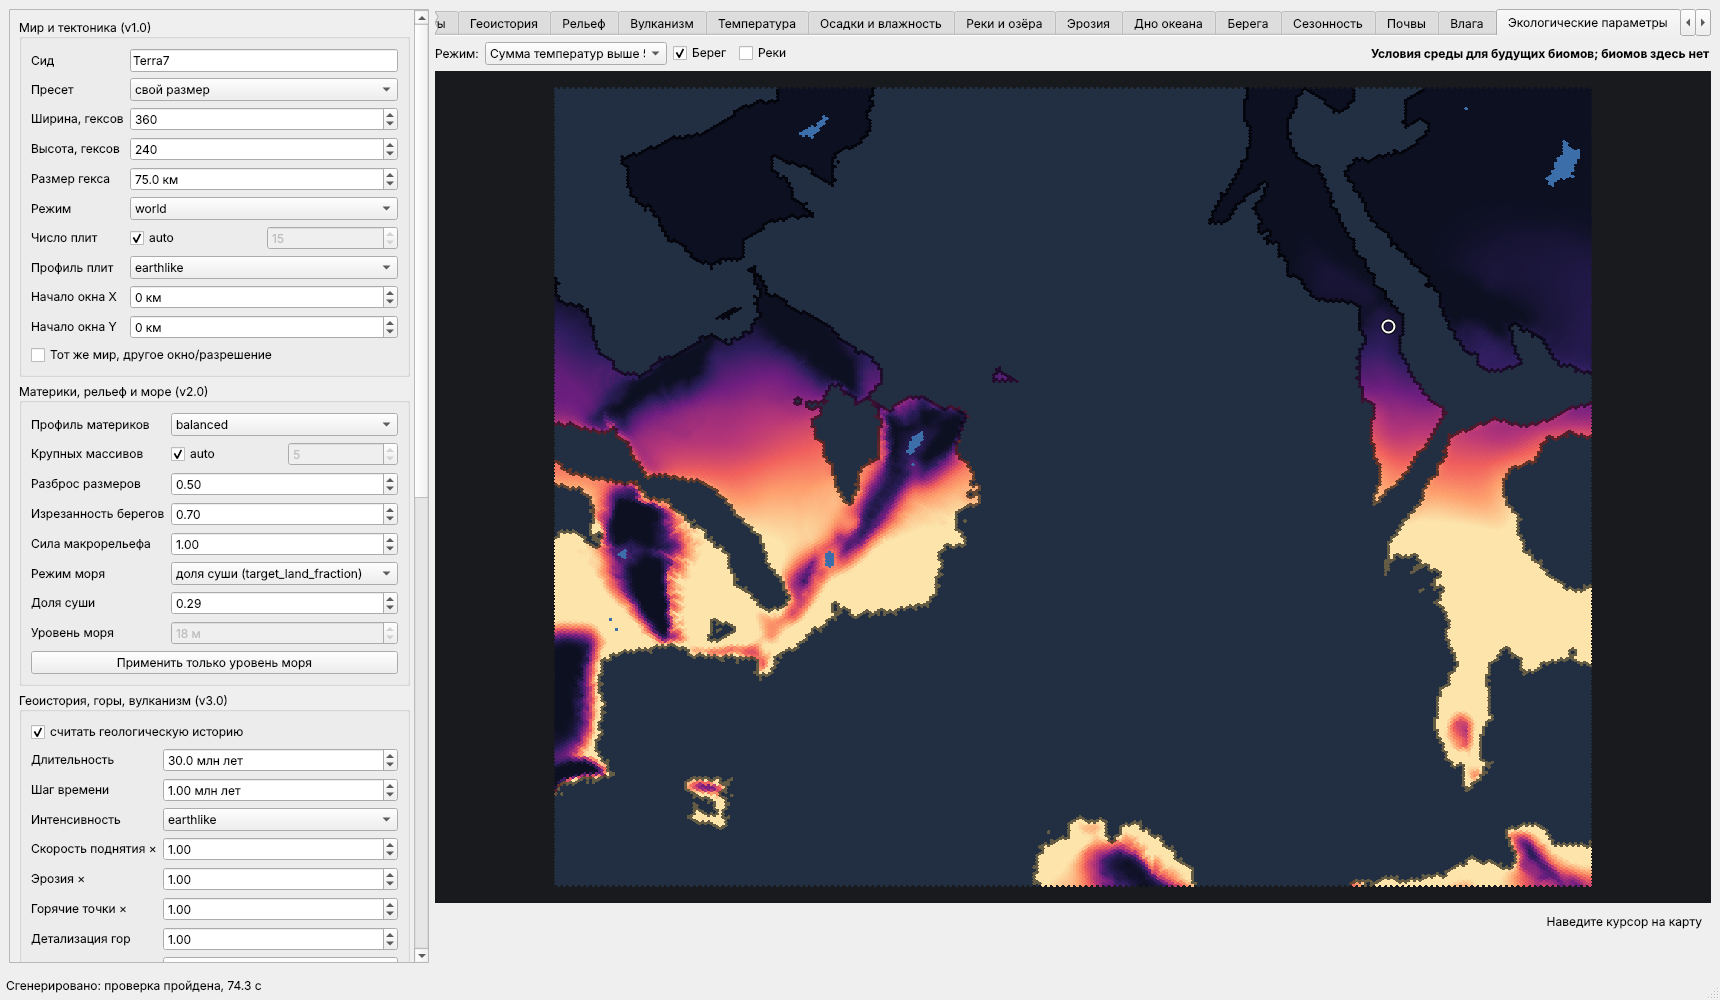 Мир и тектоника (v1.0)
Сид
Terra7
Пресет
свой размер
Ширина, гексов
360
Высота, гексов
240
Размер гекса
75.0 км
Режим
world
Число плит
auto
15
Профиль плит
earthlike
Начало окна X
0 км
Начало окна Y
0 км
Тот же мир, другое окно/разрешение
Материки, рельеф и море (v2.0)
Профиль материков
balanced
Крупных массивов
auto
5
Разброс размеров
0.50
Изрезанность берегов
0.70
Сила макрорельефа
1.00
Режим моря
доля суши (target_land_fraction)
Доля суши
0.29
Уровень моря
18 м
Применить только уровень моря
Геоистория, горы, вулканизм (v3.0)
считать геологическую историю
Длительность
30.0 млн лет
Шаг времени
1.00 млн лет
Интенсивность
earthlike
Скорость поднятия ×
1.00
Эрозия ×
1.00
Горячие точки ×
1.00
Детализация гор
1.00
ы
Геоистория
Рельеф
Вулканизм
Температура
Осадки и влажность
Реки и озёра
Эрозия
Дно океана
Берега
Сезонность
Почвы
Влага
Экологические параметры
Режим:
Сумма температур выше
Берег
Реки
Условия среды для будущих биомов; биомов здесь нет
Наведите курсор на карту
Сгенерировано: проверка пройдена, 74.3 с